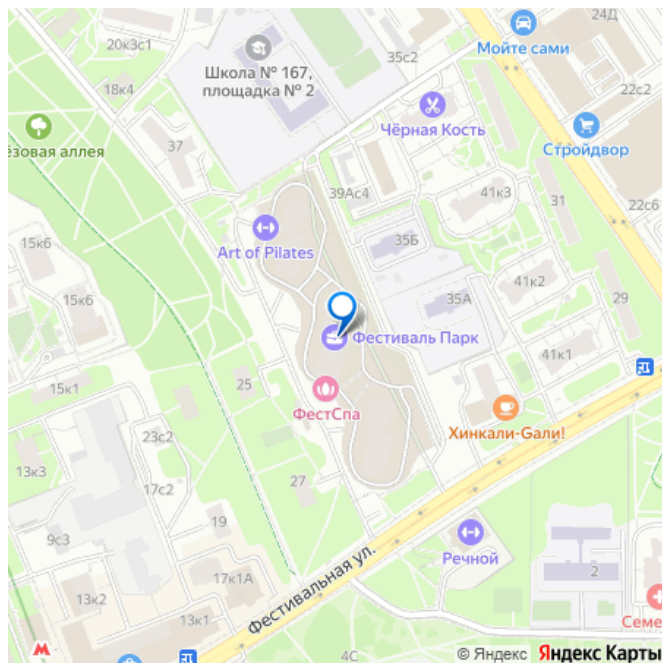 24Д
Мойте сами
20к3с1
35с2
Школа № 167,
площадка № 2
18к4
22с2
Чёрная Кость
Стройдвор
ёзовая аллея
37
39Ас4
41к3
31
22с6
15к6
Art of Pilates
35Б
41к2
15к6
35А
29
Фестиваль Парк
41к1
15к1
25
ФестСпа
Хинкали-Gали!
23с2
13к3
17с2
27
19
9с3
Речной
Фестивальная ул.
17к1А
2
13к2
13к1
Семе
4С
© Яндекс Яндекс Карты